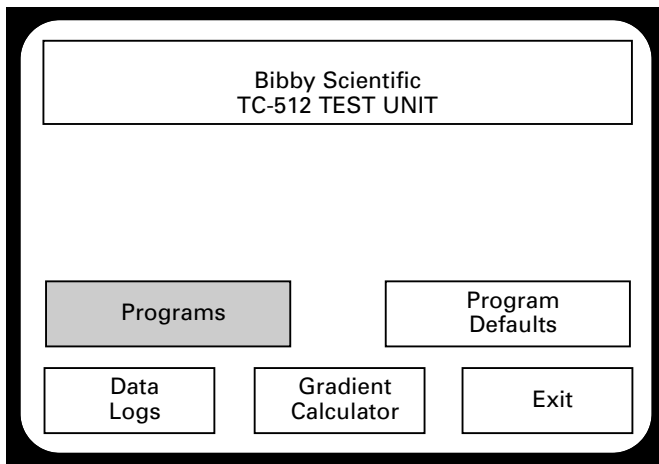 Bibby Scientific
TC-512 TEST UNIT
Programs
Program
Defaults
Data
Logs
Gradient
Calculator
Exit